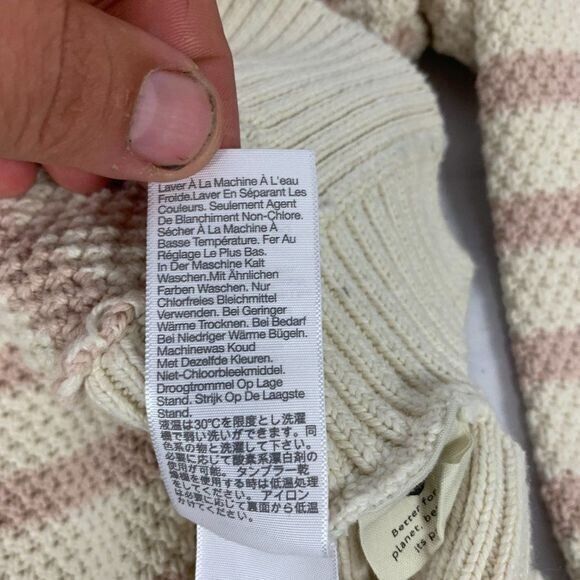 Laver À La Machine À L'eau
Froide.Laver En Séparant Les
Couleurs. Seulement Agent
De Blanchiment Non-Chlore.
Sécher À La Machine À
Basse Température. Fer Au
Réglage Le Plus Bas.
In Der Maschine Kalt
Waschen.Mit Ähnlichen
Farben Waschen. Nur
Chlorfreies Bleichmittel
Verwenden. Bei Geringer
Wärme Trocknen. Bei Bedarf
Bei Niedriger Wärme Bügeln.
Machinewas Koud
Met Dezelfde Kleuren.
Niet-Chloorbleekmiddel.
Droogtrommel Op Lage
Stand. Strijk Op De Laagste
Stand.
液温は30℃を限度とし洗濯
機で弱い洗いができます。同
色系の物と洗濯して下さい。
必要に応じて酸素系漂白剤の
使用が可能。タンブラー乾
燥機を使用する時は低温処理
をしてください。アイロン
は必要に応じて裏面から低温
かけてください。
Better for
planet, be
its p